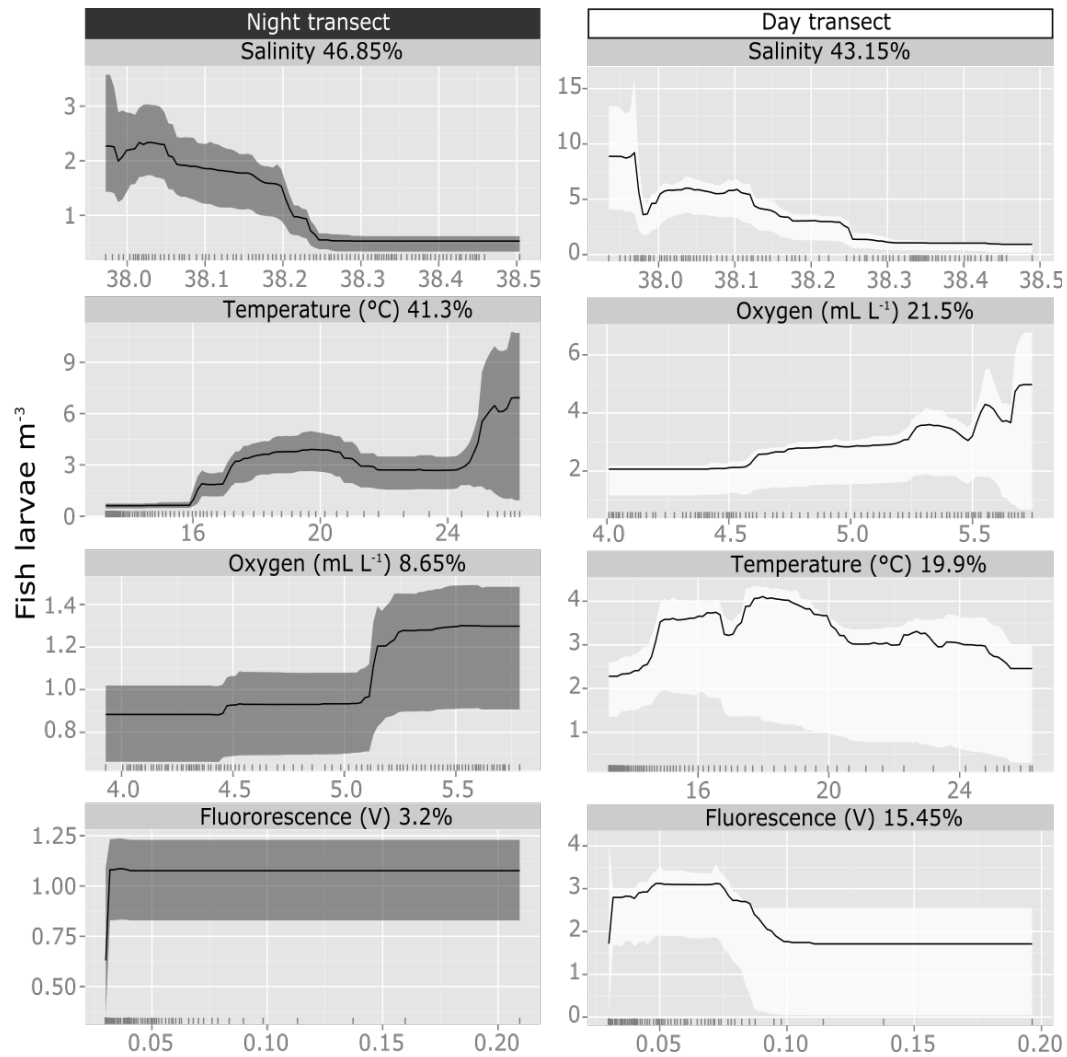 Night transect
Salinity 46.85%
3
2
1
38.0 38.1 38.2 38.3 38.4 38.5
Temperature (°C) 41.3%
9
6
3
0
16 20 24
Oxygen (mL L⁻¹) 8.65%
1.4
1.2
1.0
0.8
4.0 4.5 5.0 5.5
Fluororescence (V) 3.2%
1.25
1.00
0.75
0.50
0.05 0.10 0.15 0.20
Day transect
Salinity 43.15%
15
10
5
0
38.0 38.1 38.2 38.3 38.4 38.5
Oxygen (mL L⁻¹) 21.5%
6
4
2
4.0 4.5 5.0 5.5
Temperature (°C) 19.9%
4
3
2
1
16 20 24
Fluorescence (V) 15.45%
4
3
2
1
0
0.05 0.10 0.15 0.20
Fish larvae m⁻³